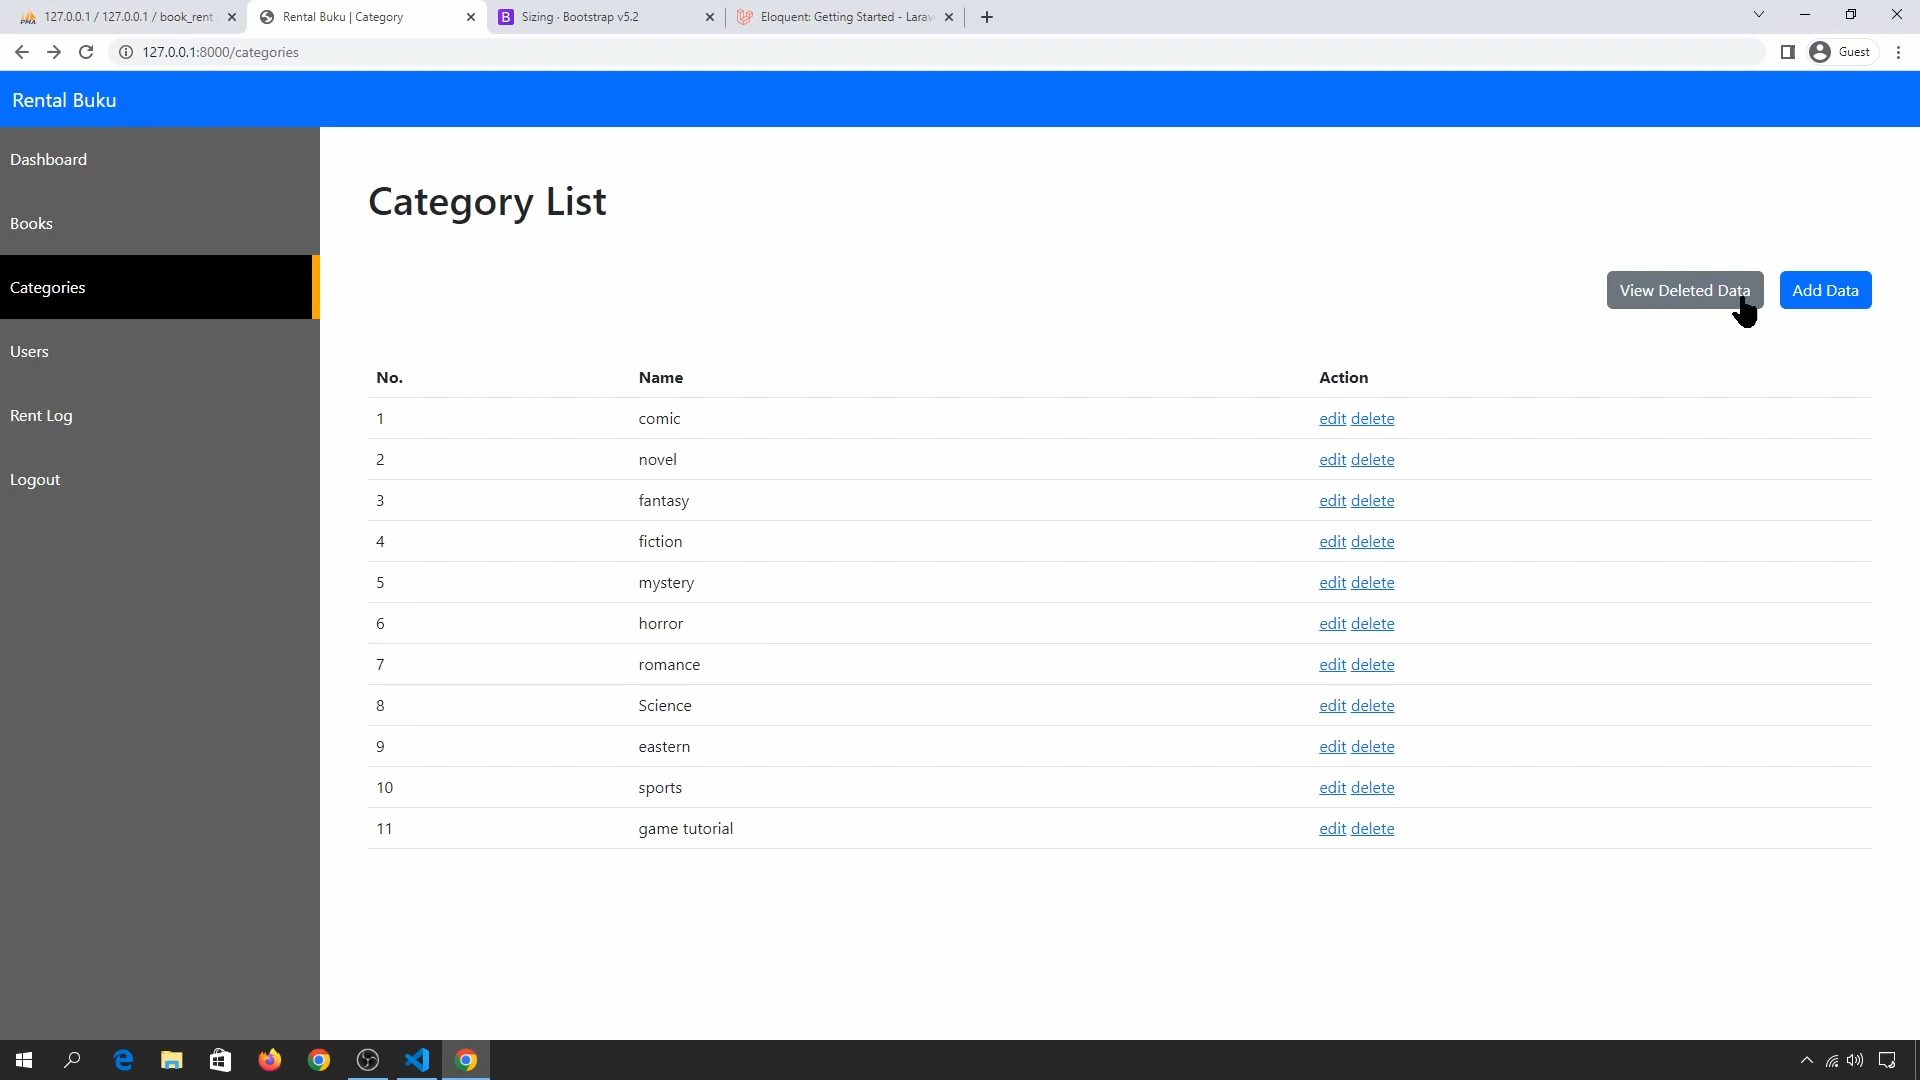 127.0.0.1 / 127.0.0.1 / book_rent
Rental Buku | Category
Sizing · Bootstrap v5.2
Eloquent: Getting Started - Larav
127.0.0.1:8000/categories
Guest
Rental Buku
Dashboard
Books
Categories
Users
Rent Log
Logout
Category List
View Deleted Data
Add Data
No. Name Action
1 comic edit delete
2 novel edit delete
3 fantasy edit delete
4 fiction edit delete
5 mystery edit delete
6 horror edit delete
7 romance edit delete
8 Science edit delete
9 eastern edit delete
10 sports edit delete
11 game tutorial edit delete